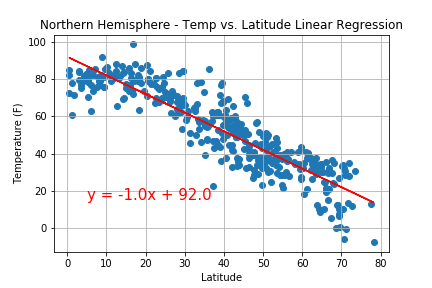 Northern Hemisphere - Temp vs. Latitude Linear Regression
100
80
60
40
20
0
Temperature (F)
y = -1.0x + 92.0
0 10 20 30 40 50 60 70 80
Latitude